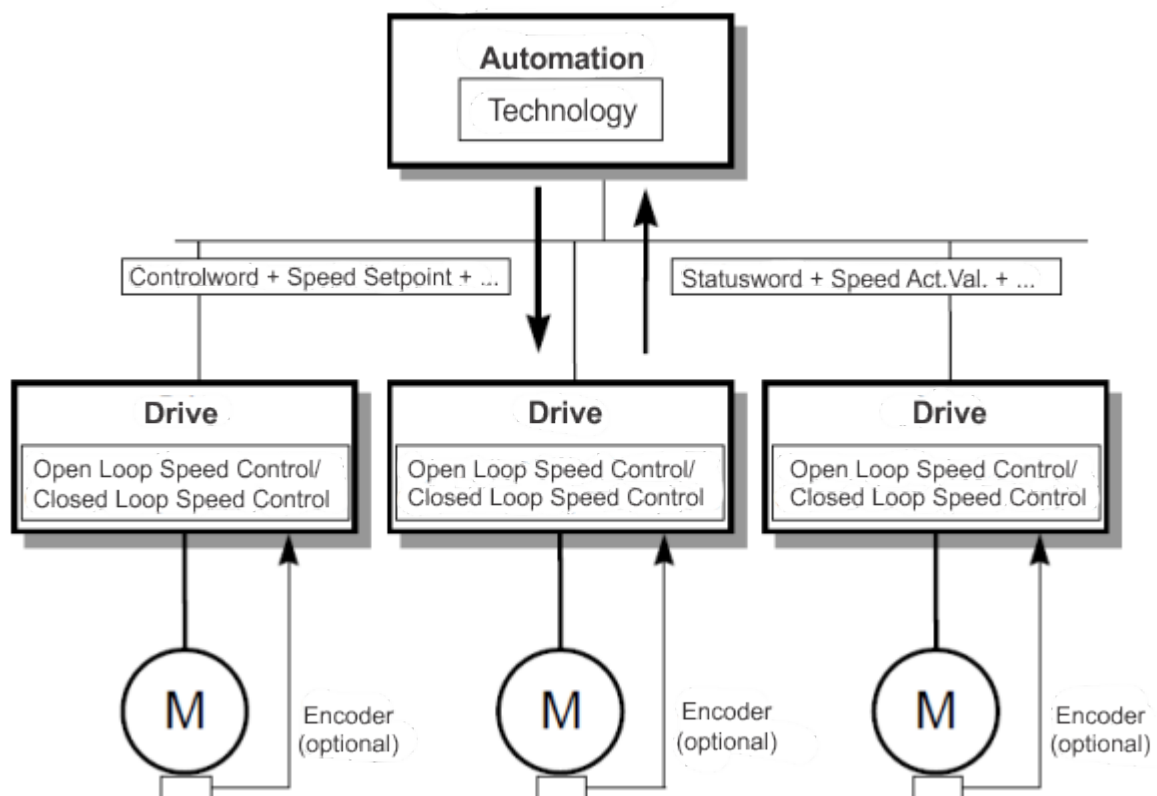 Automation
Technology
Controlword + Speed Setpoint + ...
Statusword + Speed Act.Val. + ...
Drive
Open Loop Speed Control/
Closed Loop Speed Control
Drive
Open Loop Speed Control/
Closed Loop Speed Control
Drive
Open Loop Speed Control/
Closed Loop Speed Control
M
Encoder
(optional)
M
Encoder
(optional)
M
Encoder
(optional)